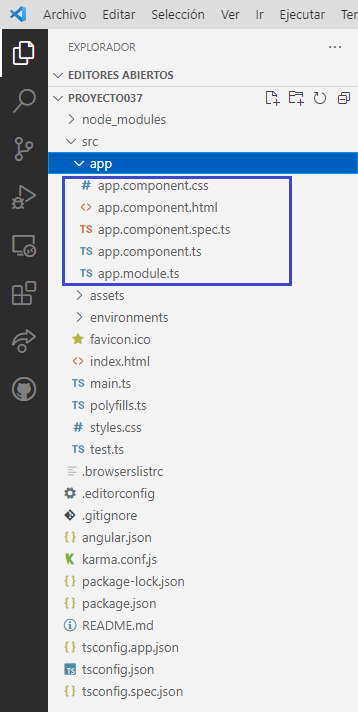 Archivo Editar Selección Ver Ir Ejecutar Ter
EXPLORADOR
EDITORES ABIERTOS
PROYECTO037
node_modules
src
app
app.component.css
app.component.html
TS app.component.spec.ts
TS app.component.ts
TS app.module.ts
assets
environments
favicon.ico
index.html
TS main.ts
TS polyfills.ts
styles.css
TS test.ts
.browserslistrc
.editorconfig
.gitignore
angular.json
karma.conf.js
package-lock.json
package.json
README.md
tsconfig.app.json
TS tsconfig.json
tsconfig.spec.json